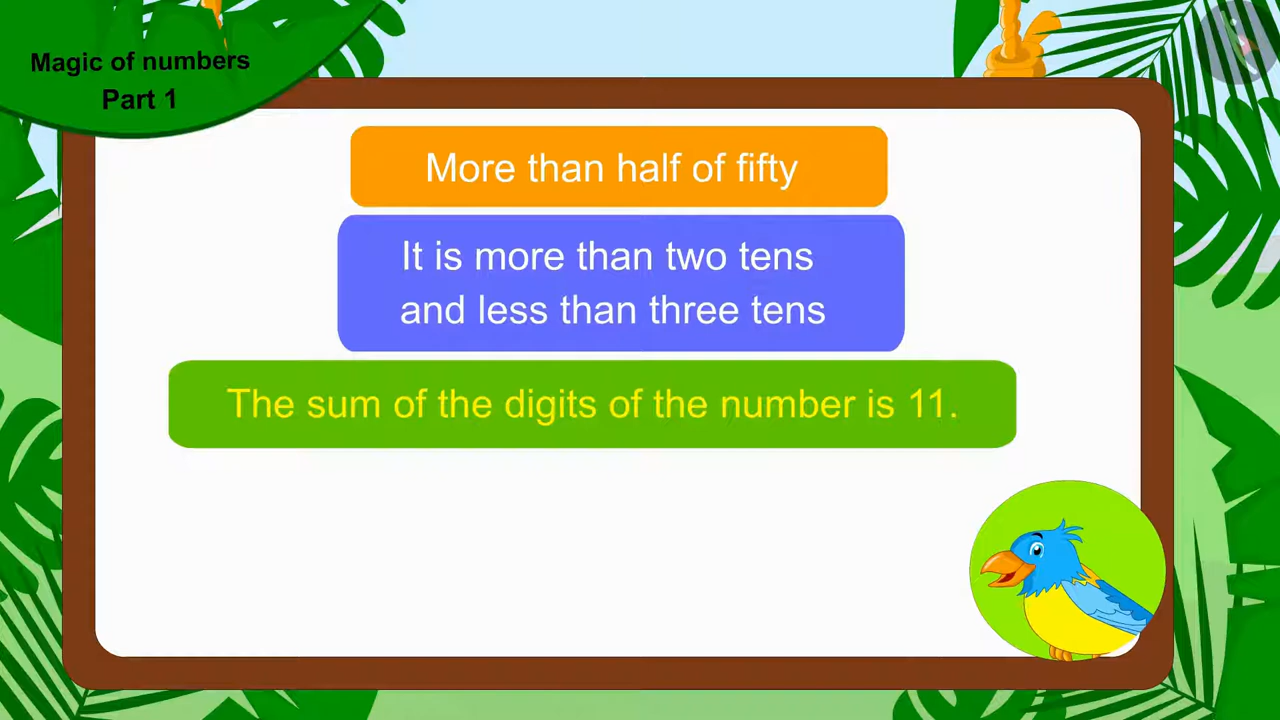 Magic of numbers
Part 1
More than half of fifty
It is more than two tens
and less than three tens
The sum of the digits of the number is 11.